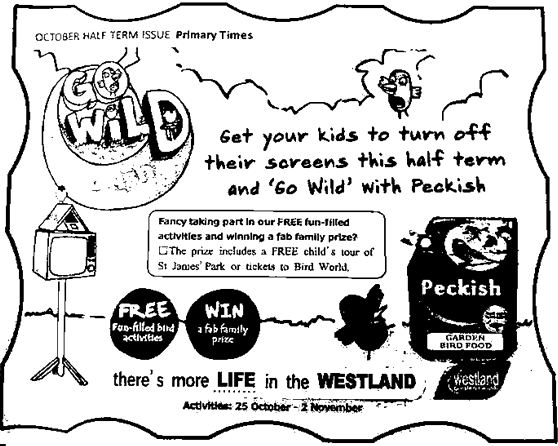 OCTOBER HALF TERM ISSUE Primary Times
GO
WILD
Get your kids to turn off
their screens this half term
and 'Go Wild' with Peckish
Fancy taking part in our FREE fun-filled
activities and winning a fab family prize?
☐The prize includes a FREE child's tour of
St James' Park or tickets to Bird World.
FREE
Fun-filled bird
activities
WIN
a fab family
prize
Peckish
GARDEN
BIRD FOOD
there's more LIFE in the WESTLAND
westland
Activities: 25 October - 2 November